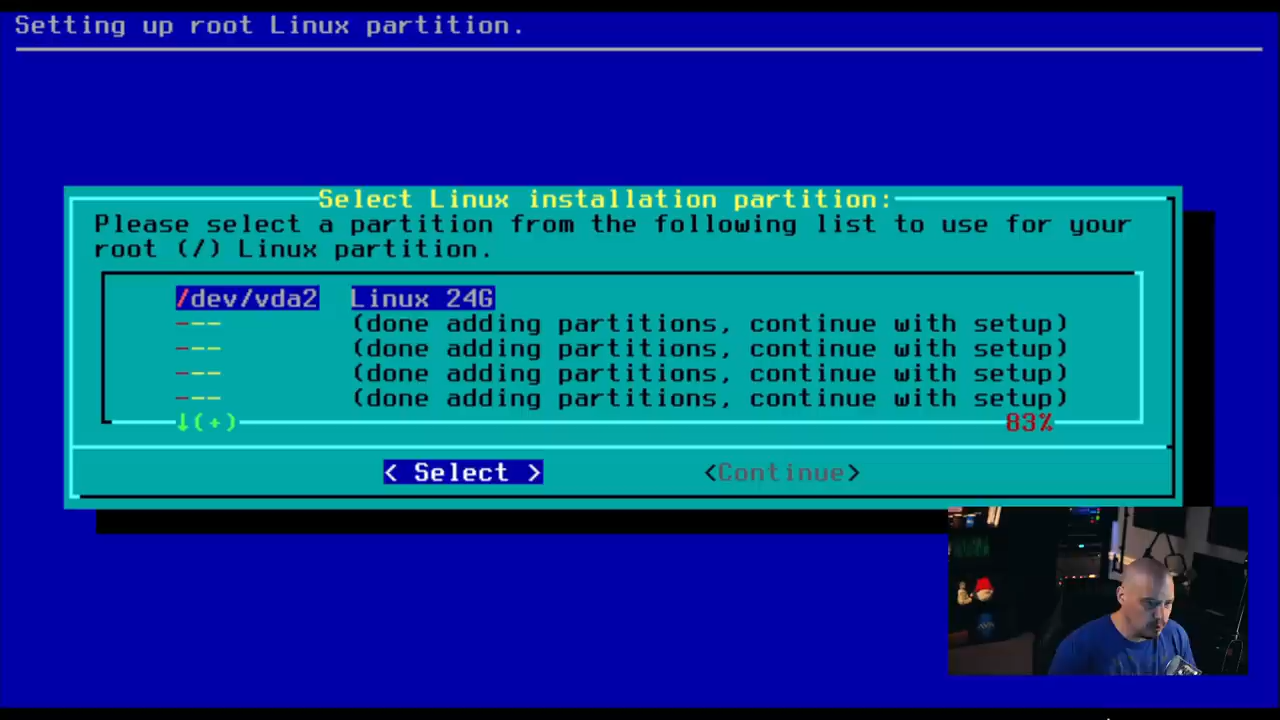 Setting up root Linux partition.
Select Linux installation partition:
Please select a partition from the following list to use for your
root (/) Linux partition.
/dev/vda2 Linux 24G
--- (done adding partitions, continue with setup)
--- (done adding partitions, continue with setup)
--- (done adding partitions, continue with setup)
--- (done adding partitions, continue with setup)
↓(+) 83%
< Select > <Continue>